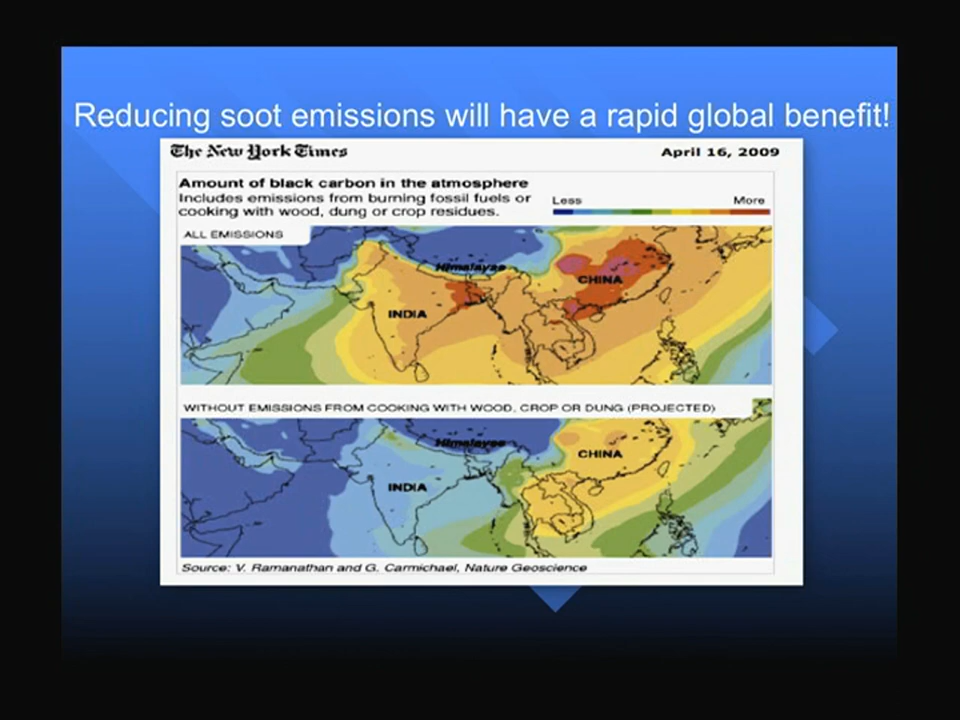 Reducing soot emissions will have a rapid global benefit!
The New York Times
April 16, 2009
Amount of black carbon in the atmosphere
Includes emissions from burning fossil fuels or
cooking with wood, dung or crop residues.
Less
More
ALL EMISSIONS
Himalayas
CHINA
INDIA
WITHOUT EMISSIONS FROM COOKING WITH WOOD, CROP OR DUNG (PROJECTED)
Himalayas
CHINA
INDIA
Source: V. Ramanathan and G. Carmichael, Nature Geoscience